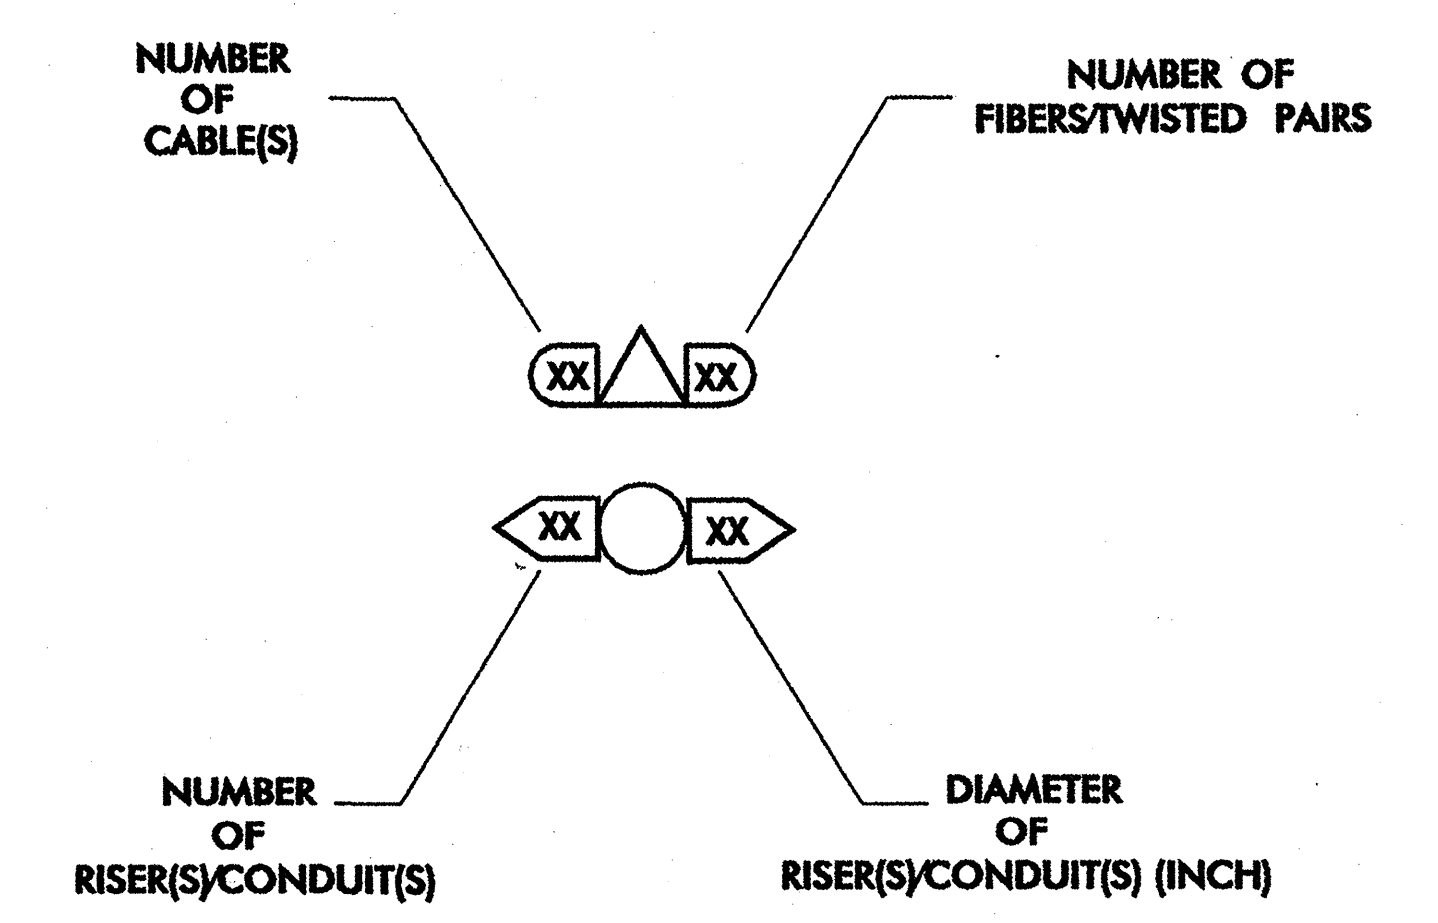 NUMBER
OF
CABLE(S)
NUMBER OF
FIBERS/TWISTED PAIRS
XX XX
XX XX
NUMBER
OF
RISER(S)/CONDUIT(S)
DIAMETER
OF
RISER(S)/CONDUIT(S) (INCH)